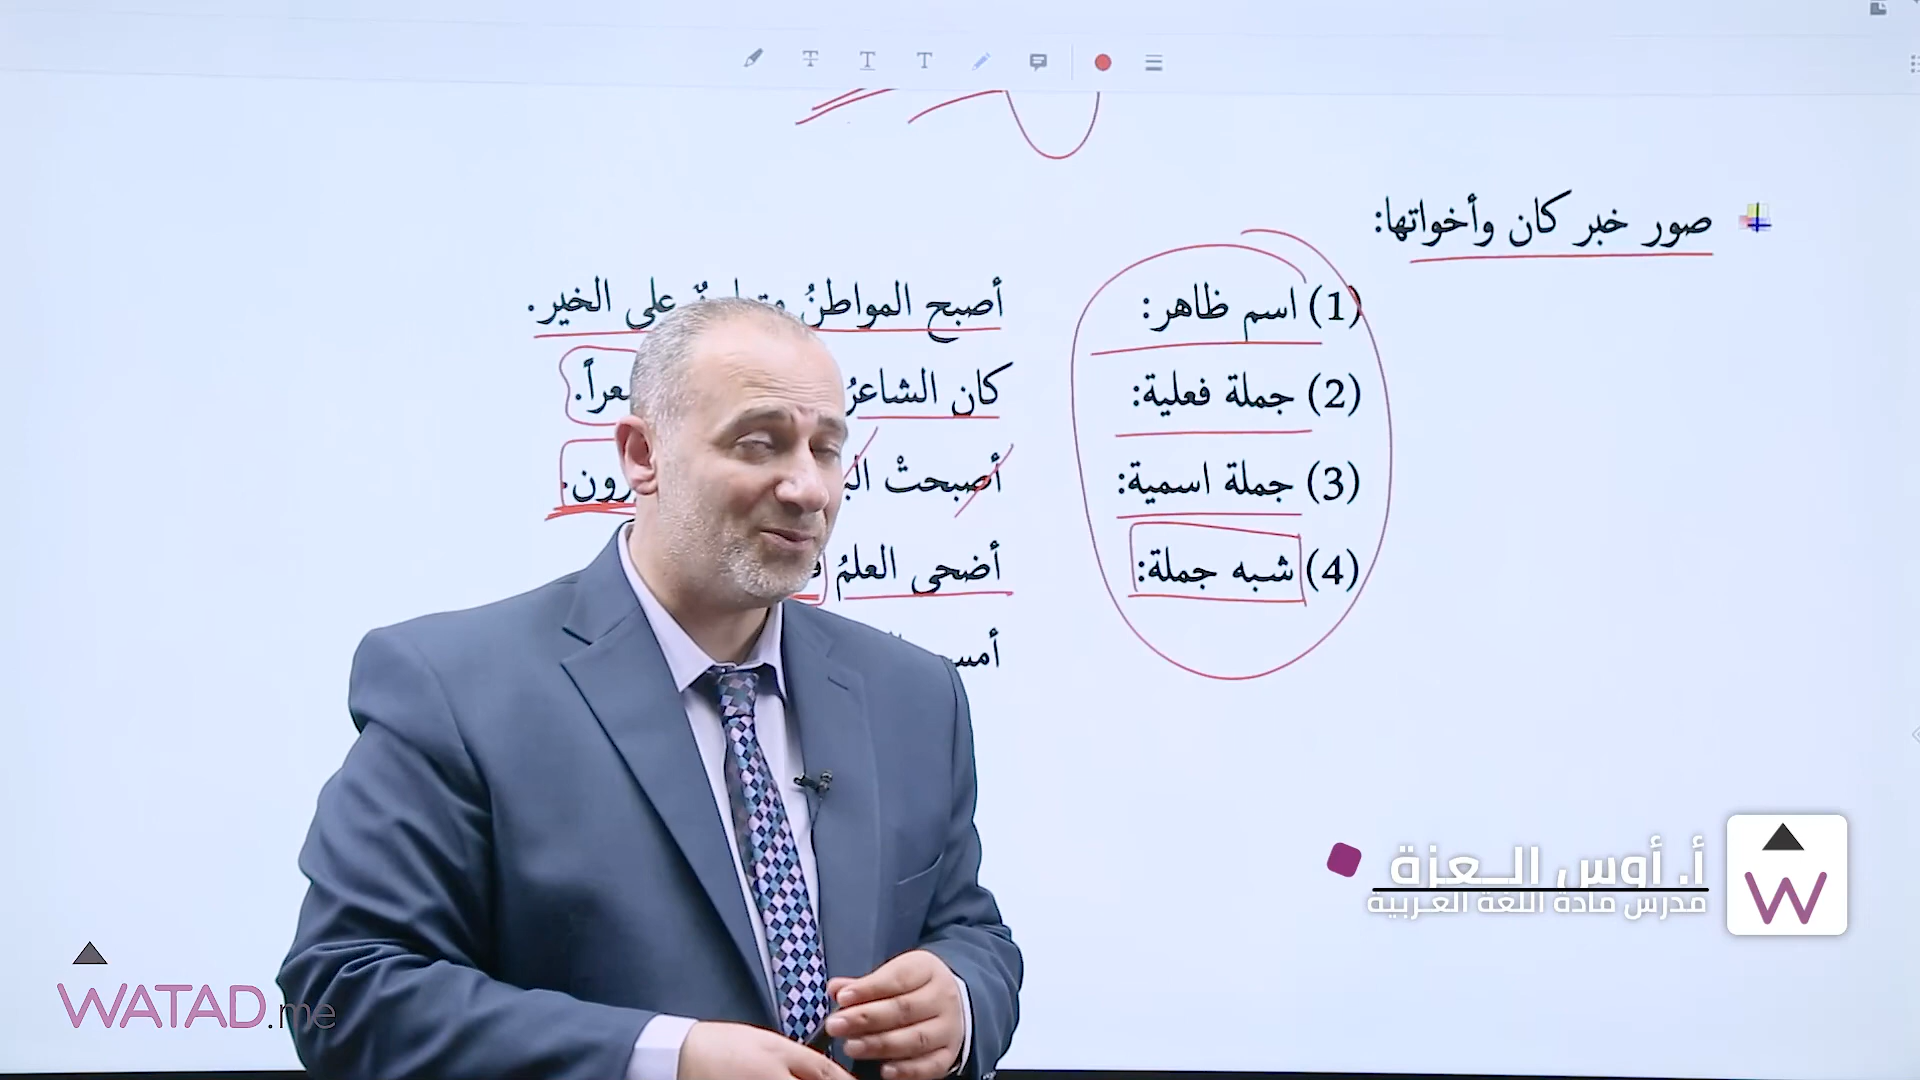 صور خبر كان وأخواتها:
(1) اسم ظاهر: أصبح المواطنُ على الخير.
(2) جملة فعلية: كان الشاعرُ
(3) جملة اسمية: أصبحتْ
(4) شبه جملة: أضحى العلمُ
أ. أوس العزة
مدرس مادة اللغة العربية
W
WATAD.me